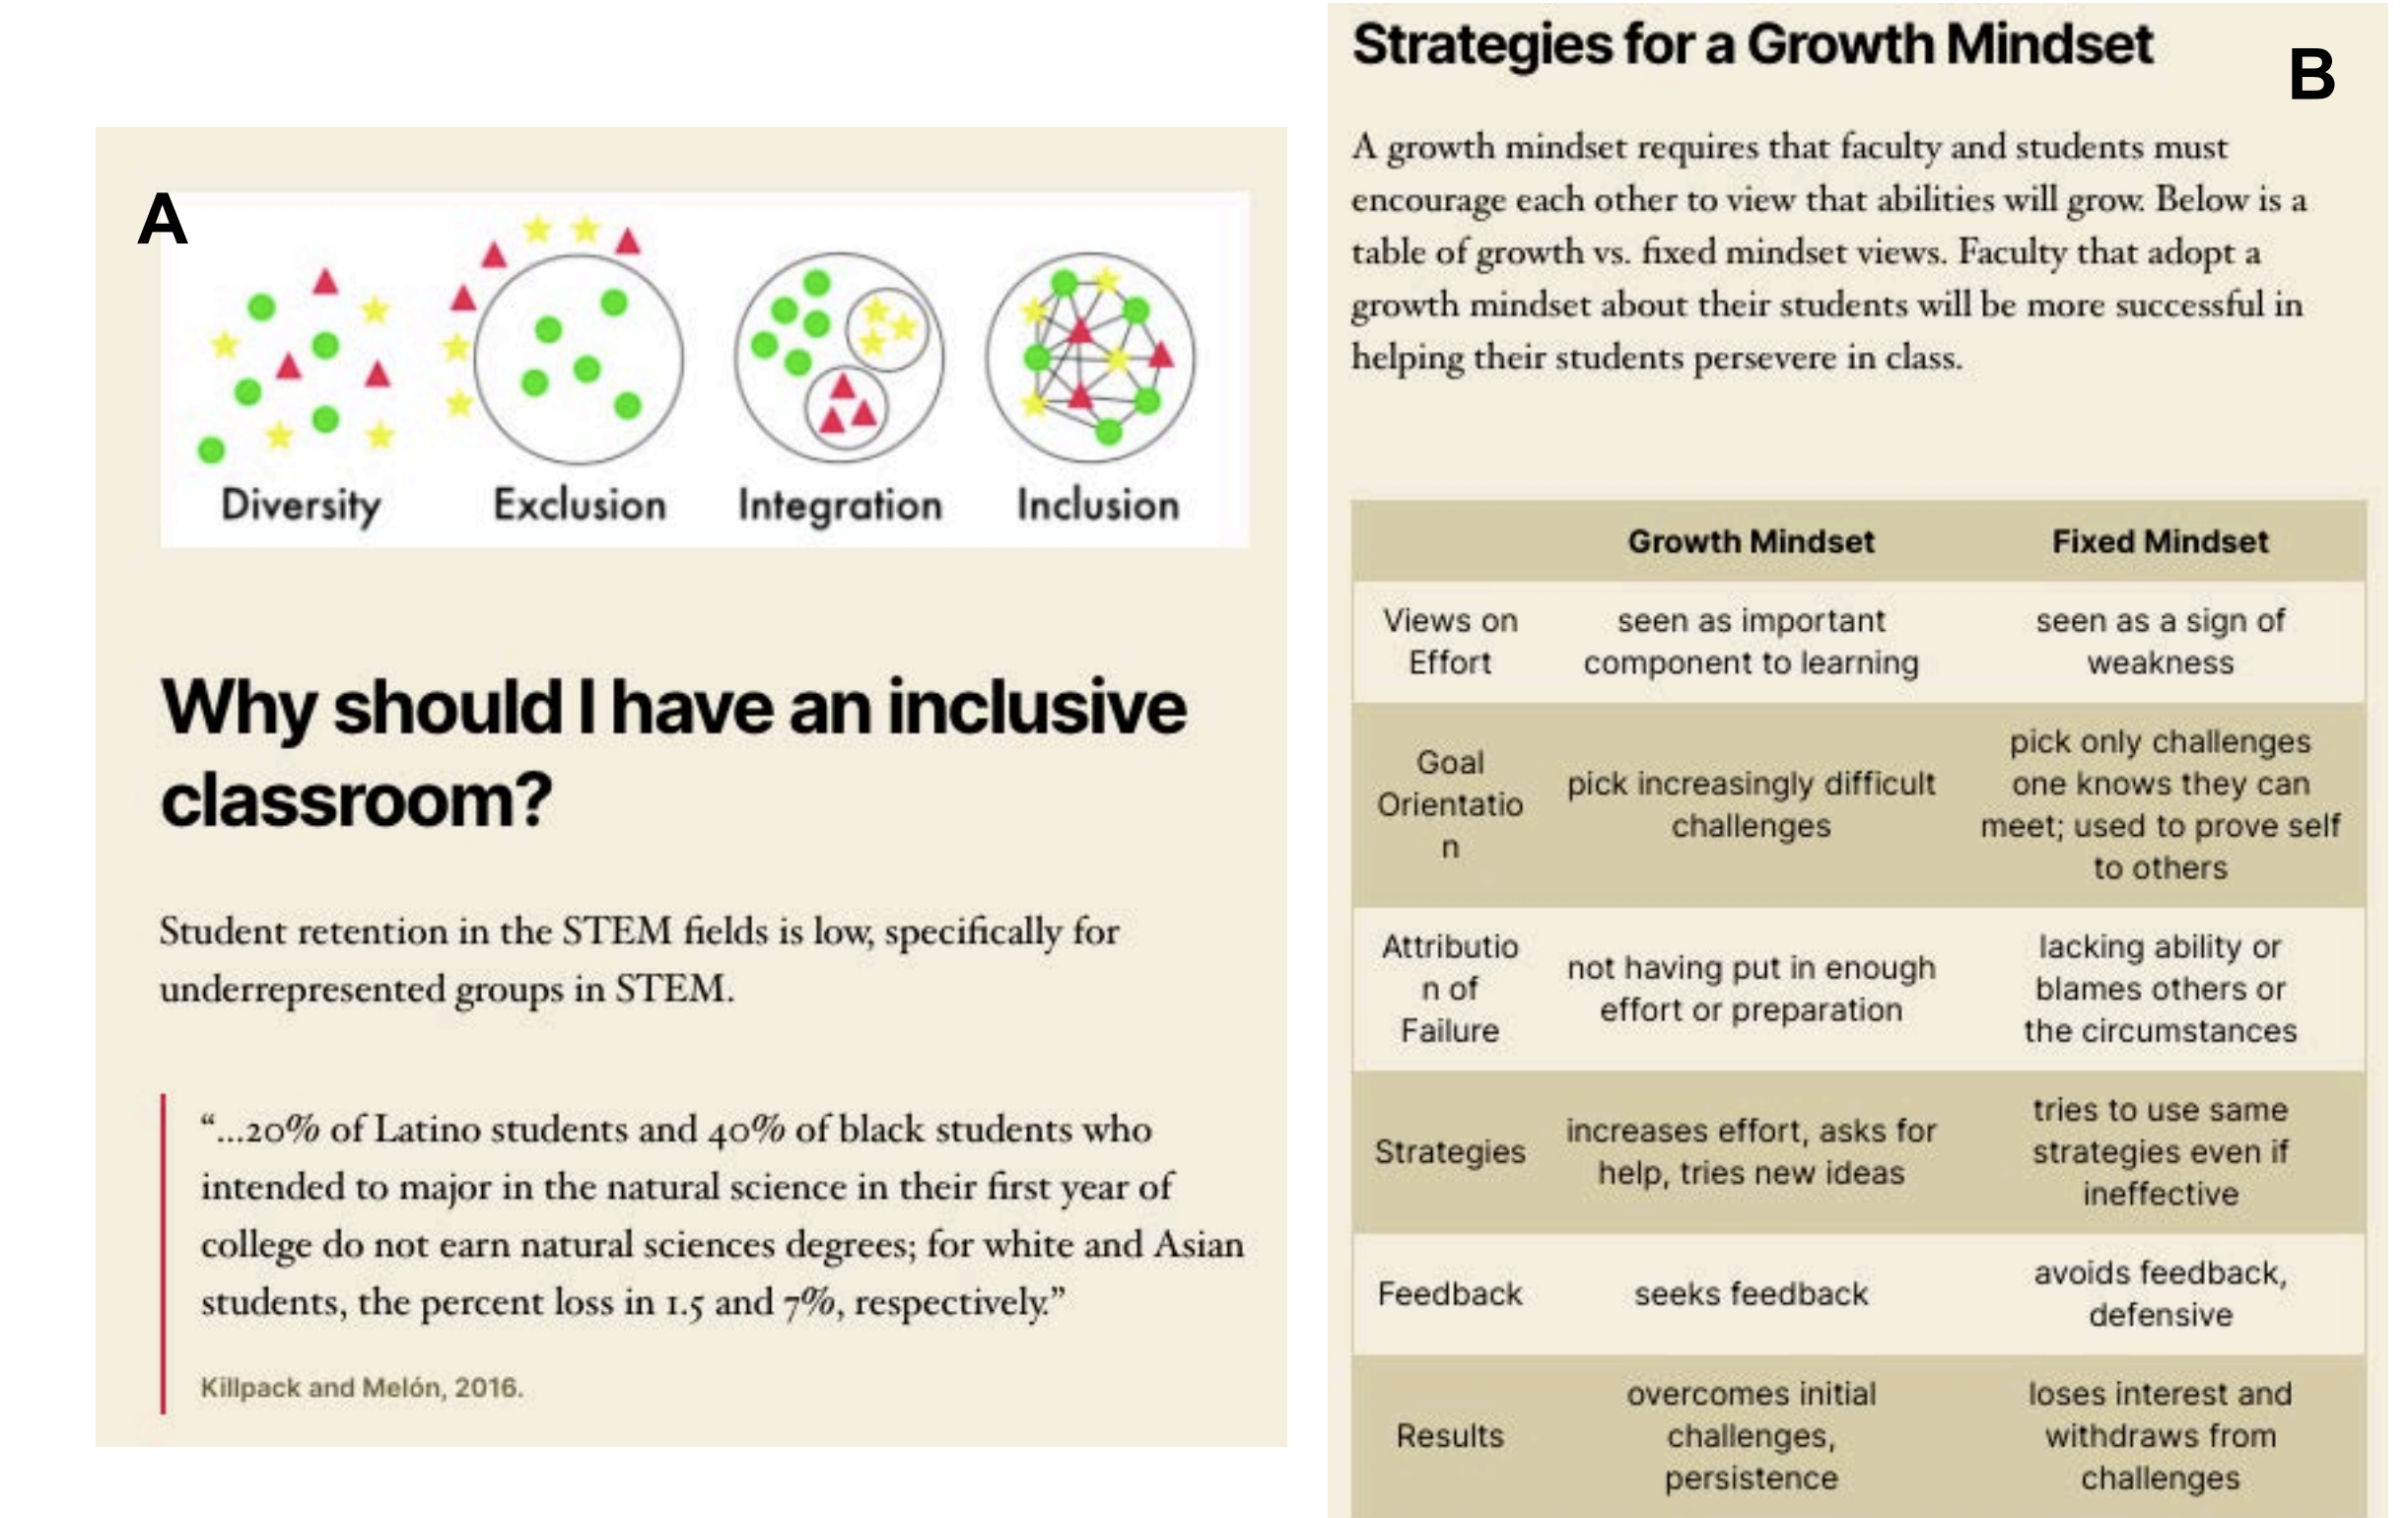 A
Diversity
Exclusion
Integration
Inclusion
Why should I have an inclusive
classroom?
Student retention in the STEM fields is low, specifically for
underrepresented groups in STEM.
“...20% of Latino students and 40% of black students who
intended to major in the natural science in their first year of
college do not earn natural sciences degrees; for white and Asian
students, the percent loss in 1.5 and 7%, respectively.”
Killpack and Melón, 2016.
Strategies for a Growth Mindset
B
A growth mindset requires that faculty and students must
encourage each other to view that abilities will grow. Below is a
table of growth vs. fixed mindset views. Faculty that adopt a
growth mindset about their students will be more successful in
helping their students persevere in class.
Growth Mindset
Fixed Mindset
Views on
Effort
seen as important
component to learning
seen as a sign of
weakness
Goal
Orientatio
n
pick increasingly difficult
challenges
pick only challenges
one knows they can
meet; used to prove self
to others
Attributio
n of
Failure
not having put in enough
effort or preparation
lacking ability or
blames others or
the circumstances
Strategies
increases effort, asks for
help, tries new ideas
tries to use same
strategies even if
ineffective
Feedback
seeks feedback
avoids feedback,
defensive
Results
overcomes initial
challenges,
persistence
loses interest and
withdraws from
challenges